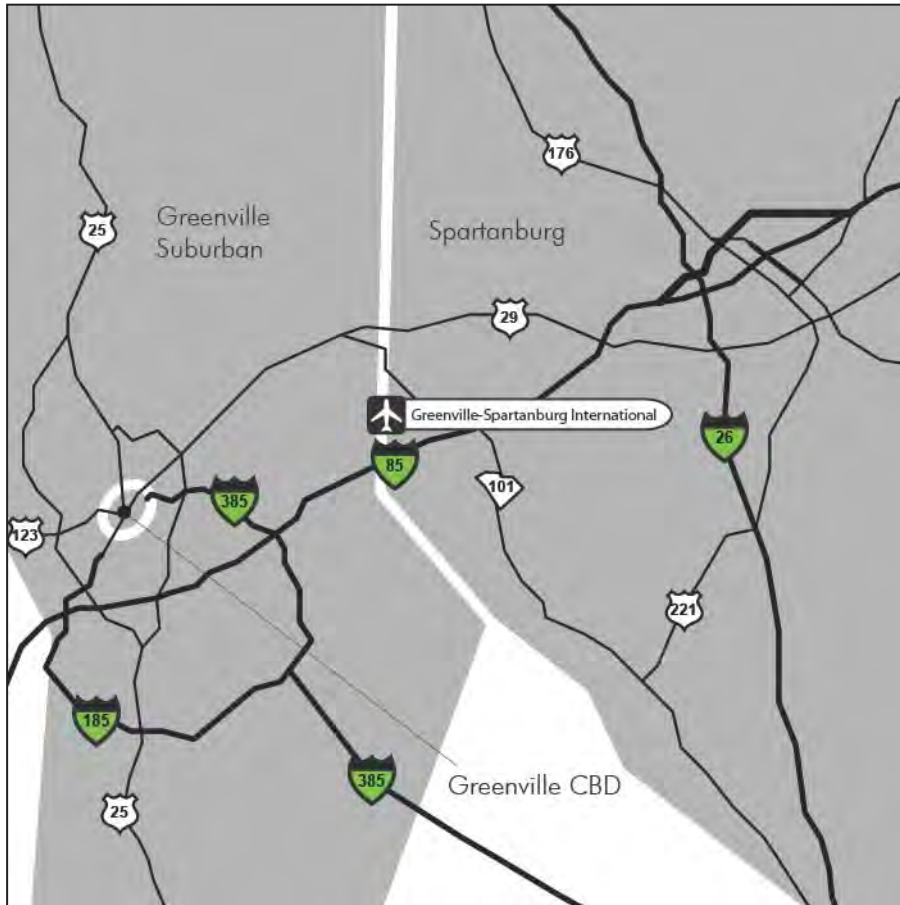 176
25
Greenville
Suburban
Spartanburg
29
Greenville-Spartanburg International
26
85
101
385
123
221
185
385
Greenville CBD
25